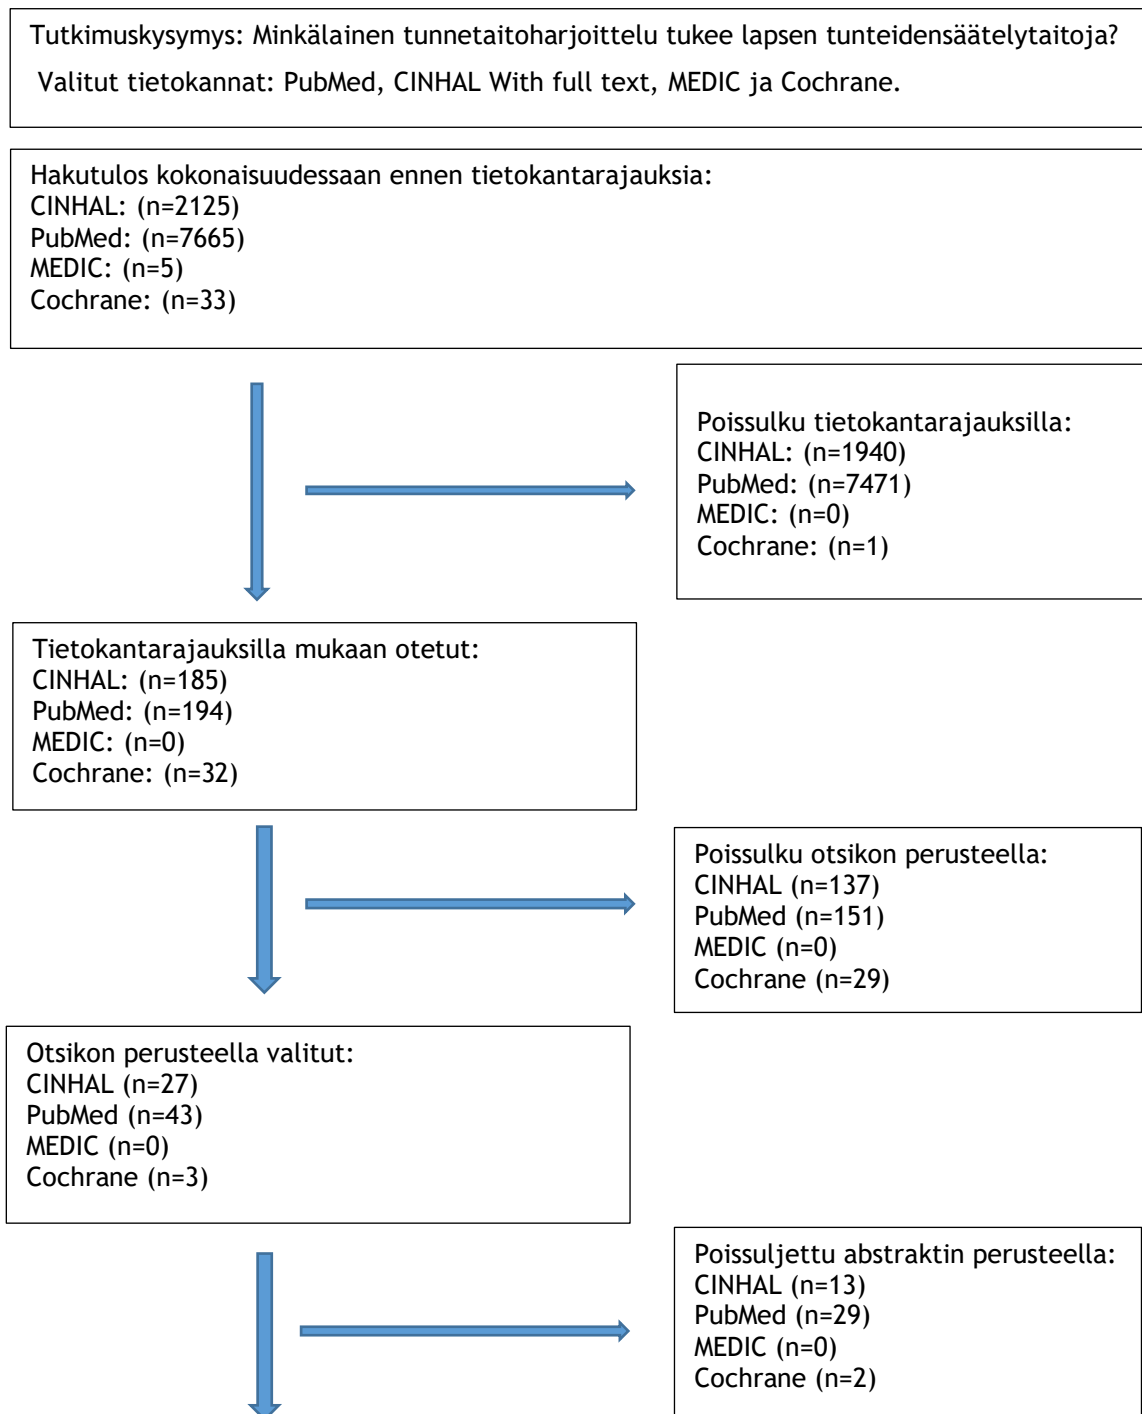 Tutkimuskysymys: Minkälainen tunnetaitoharjoittelu tukee lapsen tunteidensäätelytaitoja?
Valitut tietokannat: PubMed, CINHAL With full text, MEDIC ja Cochrane.
Hakutulos kokonaisuudessaan ennen tietokantarajauksia:
CINHAL: (n=2125)
PubMed: (n=7665)
MEDIC: (n=5)
Cochrane: (n=33)
Poissulku tietokantarajauksilla:
CINHAL: (n=1940)
PubMed: (n=7471)
MEDIC: (n=0)
Cochrane: (n=1)
Tietokantarajauksilla mukaan otetut:
CINHAL: (n=185)
PubMed: (n=194)
MEDIC: (n=0)
Cochrane: (n=32)
Poissulku otsikon perusteella:
CINHAL (n=137)
PubMed (n=151)
MEDIC (n=0)
Cochrane (n=29)
Otsikon perusteella valitut:
CINHAL (n=27)
PubMed (n=43)
MEDIC (n=0)
Cochrane (n=3)
Poissuljettu abstraktin perusteella:
CINHAL (n=13)
PubMed (n=29)
MEDIC (n=0)
Cochrane (n=2)